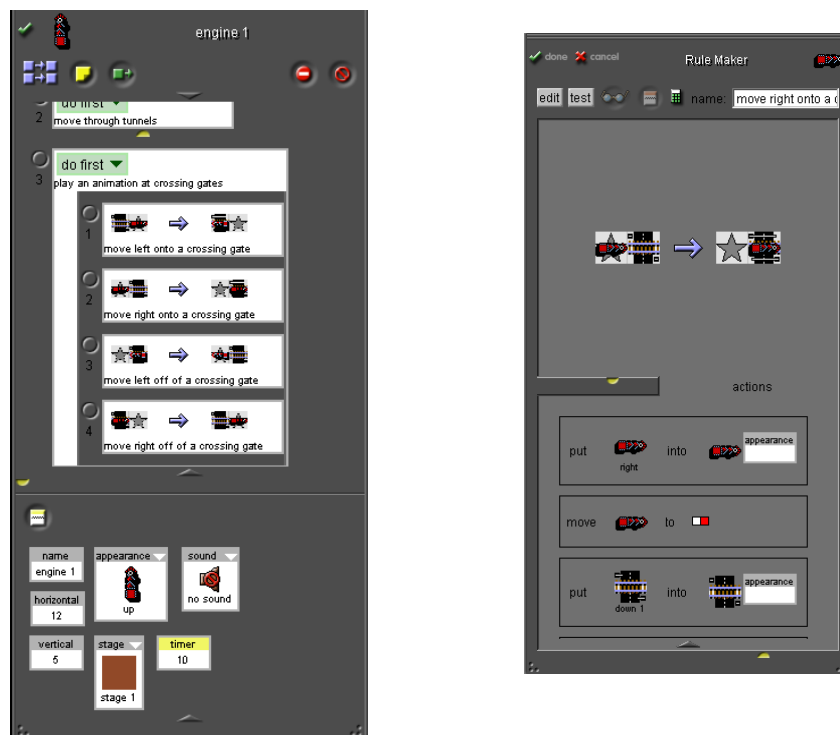 engine 1
do first
2
move through tunnels
do first
3
play an animation at crossing gates
1
move left onto a crossing gate
2
move right onto a crossing gate
3
move left off of a crossing gate
4
move right off of a crossing gate
name
engine 1
appearance
up
sound
no sound
horizontal
12
vertical
5
stage
stage 1
timer
10
done cancel
Rule Maker
edit test name: move right onto a
actions
put right into appearance
move to
put down 1 into appearance